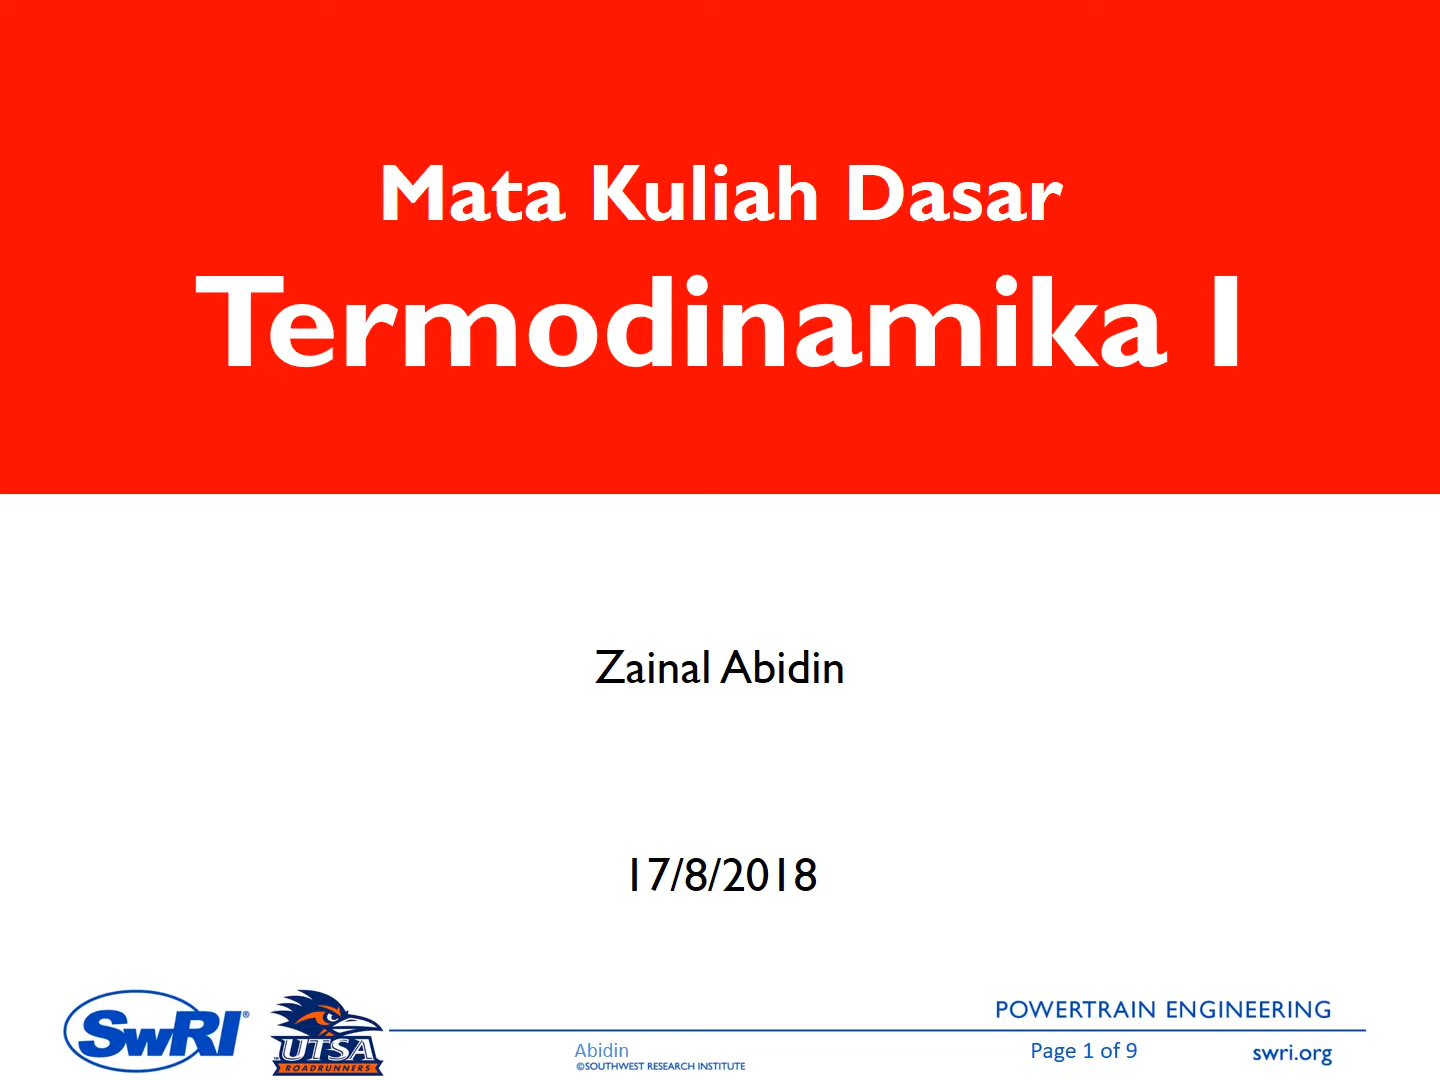 Mata Kuliah Dasar
Termodinamika I
Zainal Abidin
17/8/2018
SwRI®
UTSA
ROADRUNNERS
Abidin
©SOUTHWEST RESEARCH INSTITUTE
POWERTRAIN ENGINEERING
Page 1 of 9
swri.org